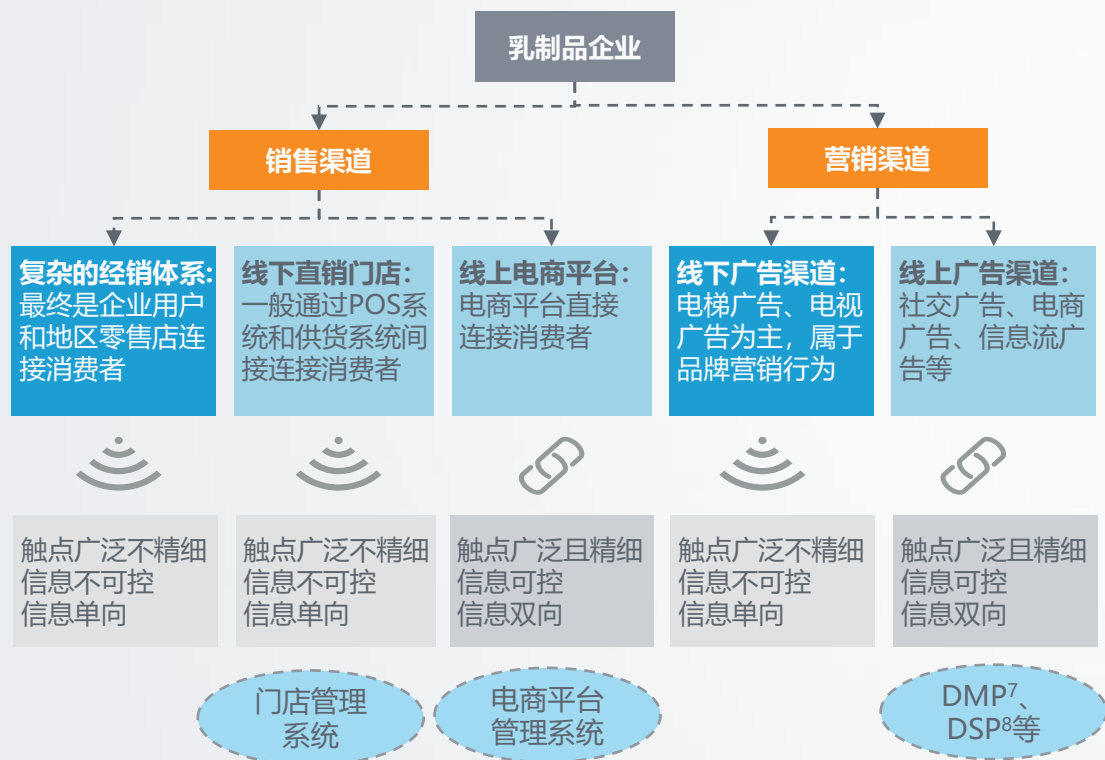 乳制品企业
销售渠道
营销渠道
复杂的经销体系:
最终是企业用户
和地区零售店连
接消费者
线下直销门店：
一般通过POS系
统和供货系统间
接连接消费者
线上电商平台：
电商平台直接
连接消费者
线下广告渠道：
电梯广告、电视
广告为主，属于
品牌营销行为
线上广告渠道：
社交广告、电商
广告、信息流广
告等
触点广泛不精细
信息不可控
信息单向
触点广泛不精细
信息不可控
信息单向
触点广泛且精细
信息可控
信息双向
触点广泛不精细
信息不可控
信息单向
触点广泛且精细
信息可控
信息双向
门店管理
系统
电商平台
管理系统
DMP⁷、
DSP⁸等